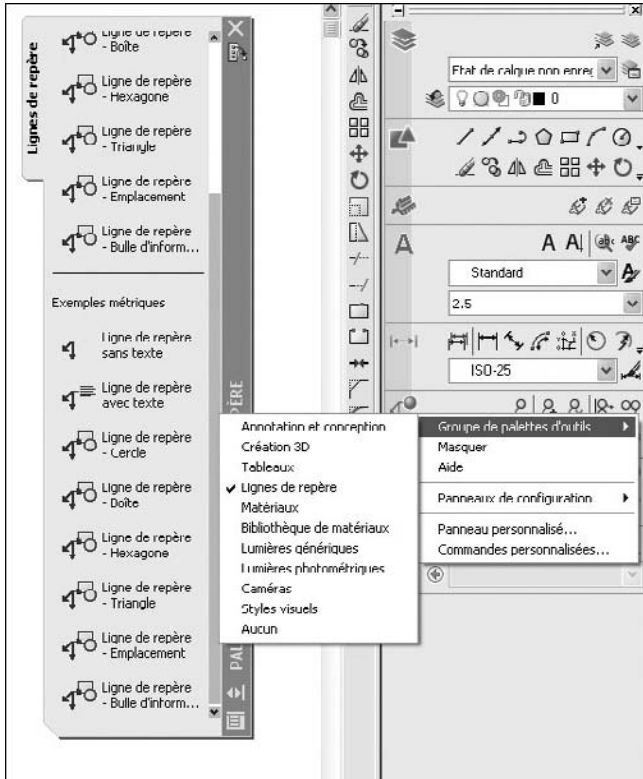 Lignes de repère
Ligne de repère
- Boîte
Ligne de repère
- Hexagone
Ligne de repère
- Triangle
Ligne de repère
- Emplacement
Ligne de repère
- Bulle d'inform...
Exemples métriques
Ligne de repère
sans texte
Ligne de repère
avec texte
Ligne de repère
- Cercle
Ligne de repère
- Boîte
Ligne de repère
- Hexagone
Ligne de repère
- Triangle
Ligne de repère
- Emplacement
Ligne de repère
- Bulle d'inform...
PAL
PÈRE
Annotation et conception
Création 3D
Tableaux
✓ Lignes de repère
Matériaux
Bibliothèque de matériaux
Lumières génériques
Lumières photométriques
Caméras
Styles visuels
Aucun
Groupe de palettes d'outils
Masquer
Aide
Panneaux de configuration
Panneau personnalisé...
Commandes personnalisées...
Etat de calque non enreg
0
A A abc ABC
Standard
2.5
ISO-25